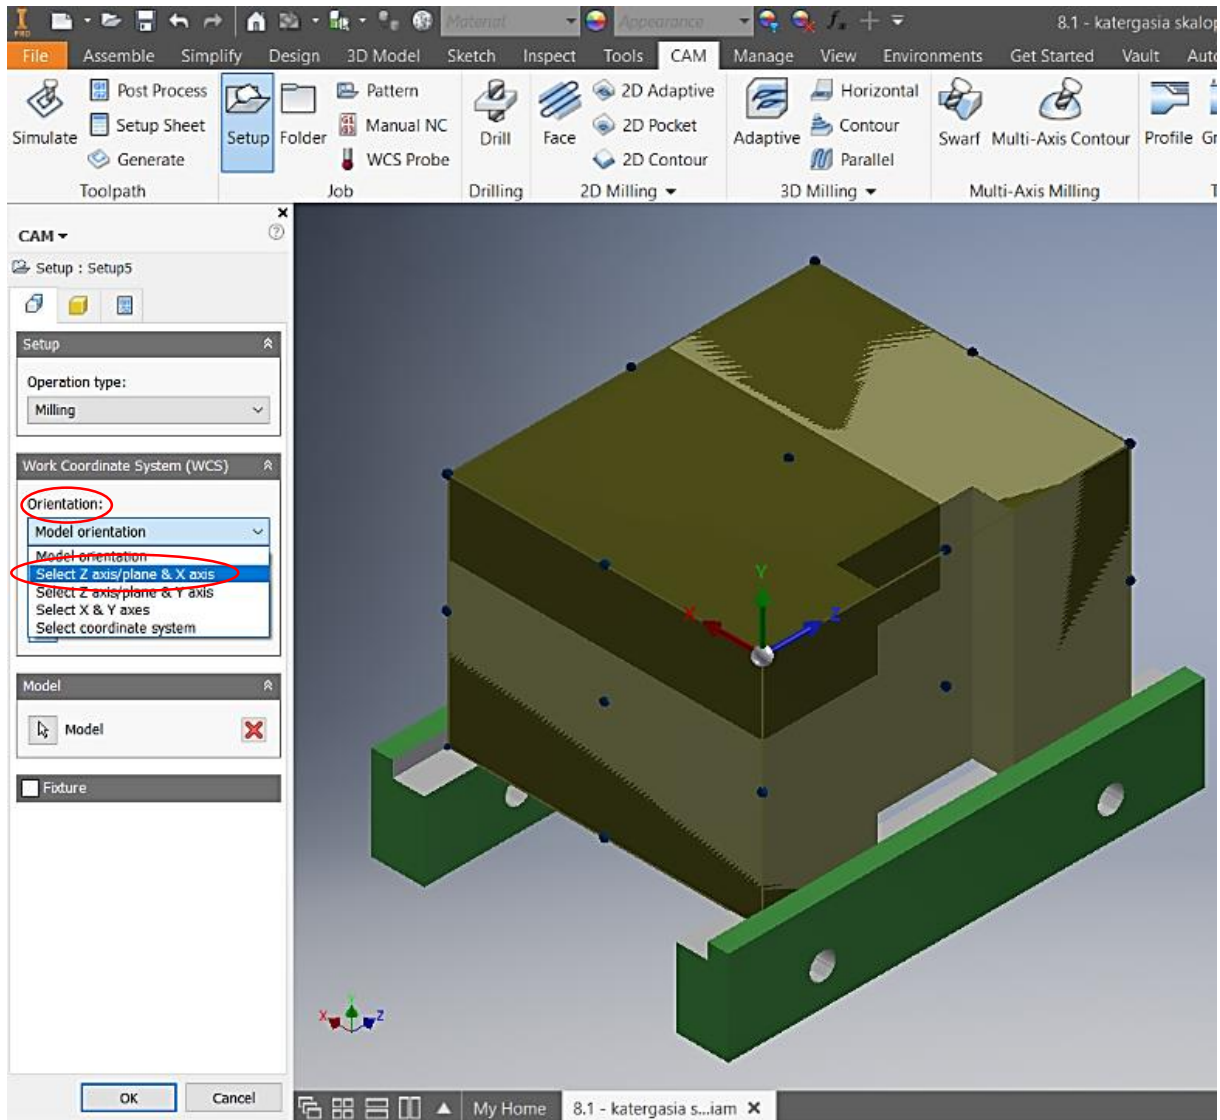 PRO
Material
Appearance
8.1 - katergasia skalop
File Assemble Simplify Design 3D Model Sketch Inspect Tools CAM Manage View Environments Get Started Vault Auto
Simulate
Post Process
Setup Sheet
Generate
Toolpath
Setup
Folder
Pattern
Manual NC
WCS Probe
Job
Drill
Drilling
Face
2D Adaptive
2D Pocket
2D Contour
2D Milling
Adaptive
Horizontal
Contour
Parallel
3D Milling
Swarf
Multi-Axis Contour
Multi-Axis Milling
Profile
Gr
T
CAM
Setup : Setup5
Setup
Operation type:
Milling
Work Coordinate System (WCS)
Orientation:
Model orientation
Model orientation
Select Z axis/plane & X axis
Select Z axis/plane & Y axis
Select X & Y axes
Select coordinate system
Model
Model
Fixture
OK Cancel
Y
X Z
Y
X Z
My Home 8.1 - katergasia s...iam